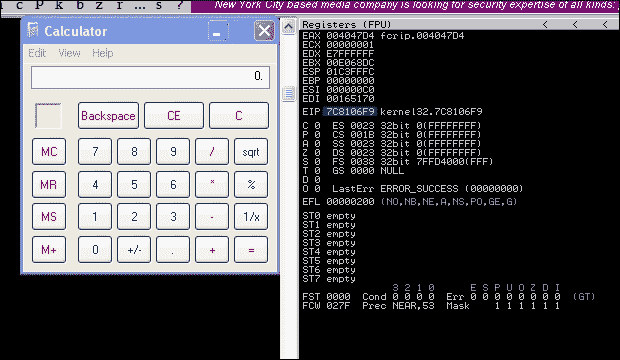 c P k b z r ... s ?
New York City based media company is looking for security expertise of all kinds:
Calculator
Edit View Help
0.
Backspace CE C
MC 7 8 9 / sqrt
MR 4 5 6 * %
MS 1 2 3 - 1/x
M+ 0 +/- . + =
Registers (FPU) < < <
EAX 004047D4 fcrip.004047D4
ECX 00000001
EDX E7FFFFFF
EBX 00E068DC
ESP 01C3FFFC
EBP 00000000
ESI 000000C0
EDI 00165170
EIP 7C8106F9 kernel32.7C8106F9
C 0 ES 0023 32bit 0(FFFFFFFF)
P 0 CS 001B 32bit 0(FFFFFFFF)
A 0 SS 0023 32bit 0(FFFFFFFF)
Z 0 DS 0023 32bit 0(FFFFFFFF)
S 0 FS 0038 32bit 7FFD4000(FFF)
T 0 GS 0000 NULL
D 0
O 0 LastErr ERROR_SUCCESS (00000000)
EFL 00000200 (NO,NB,NE,A,NS,PO,GE,G)
ST0 empty
ST1 empty
ST2 empty
ST3 empty
ST4 empty
ST5 empty
ST6 empty
ST7 empty
3 2 1 0 E S P U O Z D I
FST 0000 Cond 0 0 0 0 Err 0 0 0 0 0 0 0 0 (GT)
FCW 027F Prec NEAR,53 Mask 1 1 1 1 1 1